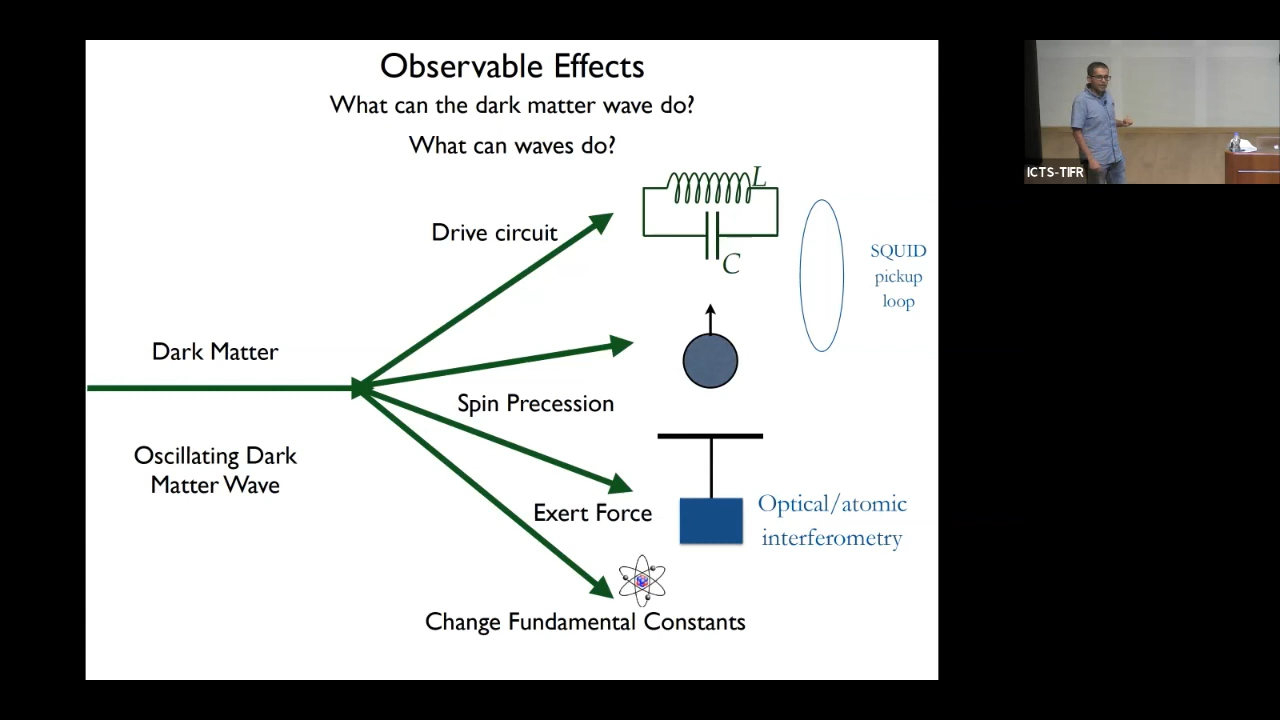 Observable Effects
What can the dark matter wave do?
What can waves do?
L
Drive circuit
C
SQUID
pickup
loop
Dark Matter
Spin Precession
Oscillating Dark
Matter Wave
Exert Force
Optical/atomic
interferometry
Change Fundamental Constants
ICTS-TIFR